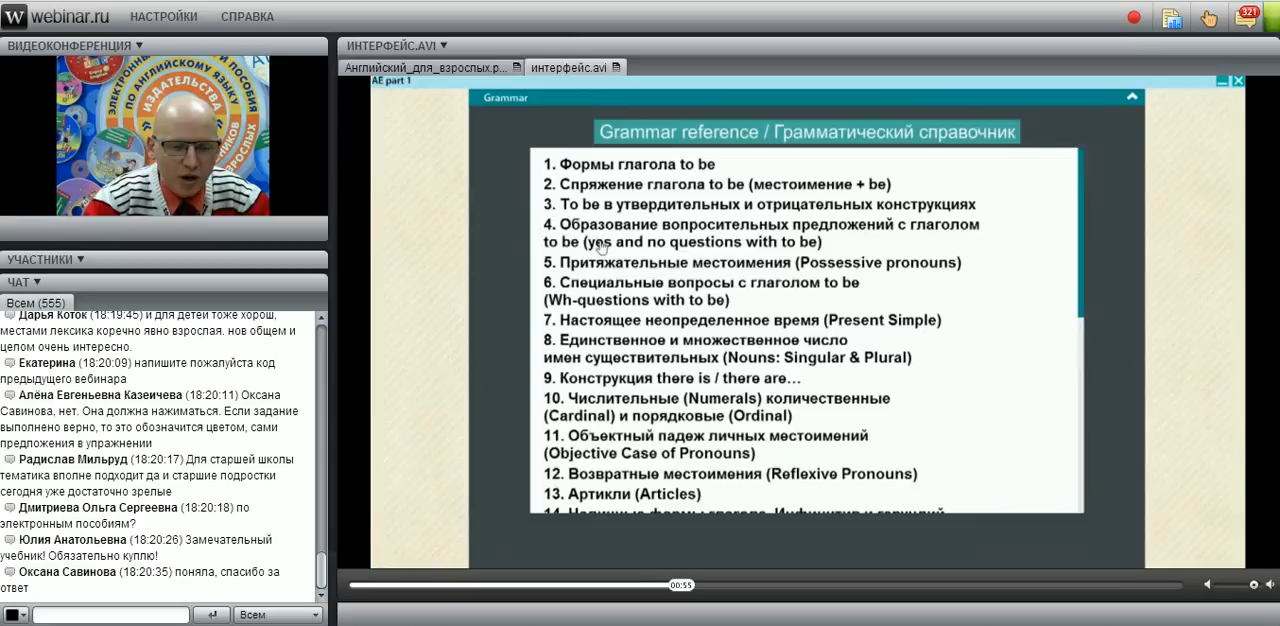 W webinar.ru НАСТРОЙКИ СПРАВКА
321
ВИДЕОКОНФЕРЕНЦИЯ
ЭЛЕКТРОННЫЕ
ПОСОБИЯ
ПО АНГЛИЙСКОМУ ЯЗЫКУ
ИЗДАТЕЛЬСТВА
УЧАСТНИКИ
ЧАТ
Всем (555)
Дарья Коток (18:19:45) и для детей тоже хорош,
местами лексика коречно явно взрослая. нов общем и
целом очень интересно.
Екатерина (18:20:09) напишите пожалуйста код
предыдущего вебинара
Алёна Евгеньевна Казеичева (18:20:11) Оксана
Савинова, нет. Она должна нажиматься. Если задание
выполнено верно, то это обозначится цветом, сами
предложения в упражнении
Радислав Мильруд (18:20:17) Для старшей школы
тематика вполне подходит да и старшие подростки
сегодня уже достаточно зрелые
Дмитриева Ольга Сергеевна (18:20:18) по
электронным пособиям?
Юлия Анатольевна (18:20:26) Замечательный
учебник! Обязательно куплю!
Оксана Савинова (18:20:35) поняла, спасибо за
ответ
Всем
ИНТЕРФЕЙС.AVI
Английский_для_взрослых.p... интерфейс.avi
AE part 1
Grammar
Grammar reference / Грамматический справочник
1. Формы глагола to be
2. Спряжение глагола to be (местоимение + be)
3. To be в утвердительных и отрицательных конструкциях
4. Образование вопросительных предложений с глаголом
to be (yes and no questions with to be)
5. Притяжательные местоимения (Possessive pronouns)
6. Специальные вопросы с глаголом to be
(Wh-questions with to be)
7. Настоящее неопределенное время (Present Simple)
8. Единственное и множественное число
имен существительных (Nouns: Singular & Plural)
9. Конструкция there is / there are...
10. Числительные (Numerals) количественные
(Cardinal) и порядковые (Ordinal)
11. Объектный падеж личных местоимений
(Objective Case of Pronouns)
12. Возвратные местоимения (Reflexive Pronouns)
13. Артикли (Articles)
00:55